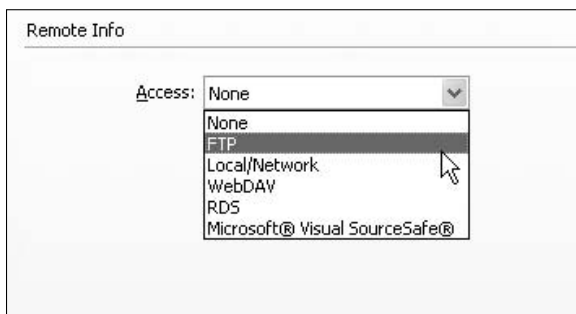 Remote Info
Access: None
None
FTP
Local/Network
WebDAV
RDS
Microsoft® Visual SourceSafe®